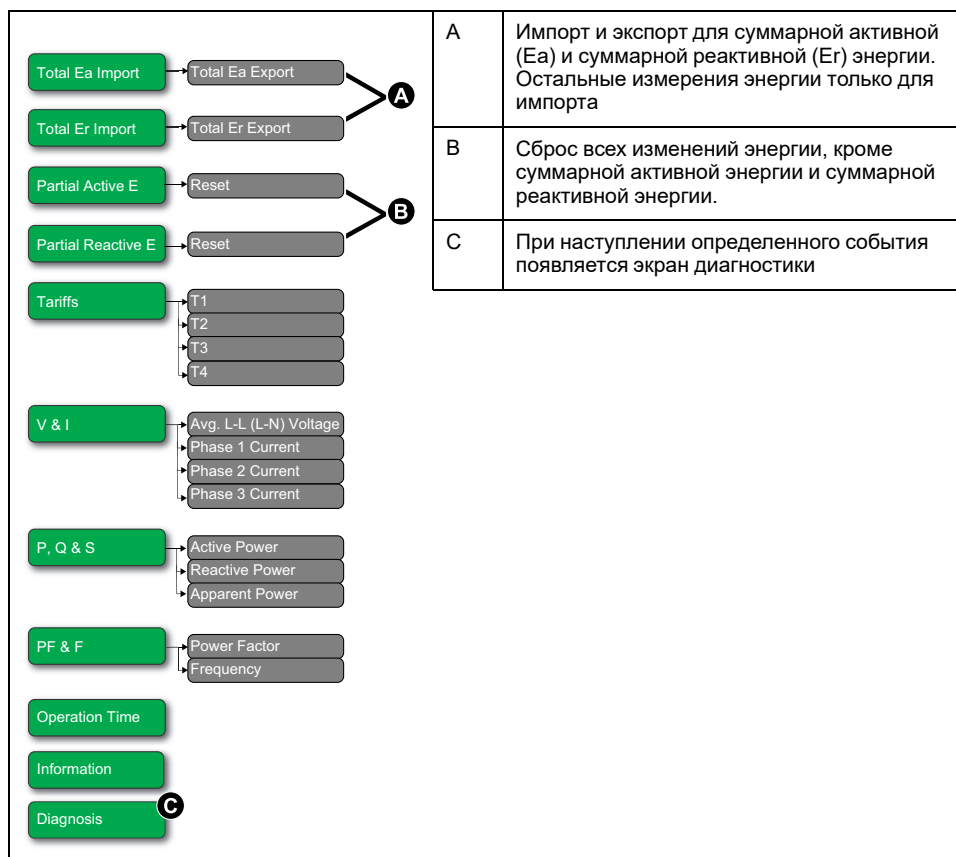 Total Ea Import
Total Ea Export
A
Total Er Import
Total Er Export
Partial Active E
Reset
B
Partial Reactive E
Reset
Tariffs
T1
T2
T3
T4
V & I
Avg. L-L (L-N) Voltage
Phase 1 Current
Phase 2 Current
Phase 3 Current
P, Q & S
Active Power
Reactive Power
Apparent Power
PF & F
Power Factor
Frequency
Operation Time
Information
C
Diagnosis
A
Импорт и экспорт для суммарной активной
(Ea) и суммарной реактивной (Er) энергии.
Остальные измерения энергии только для
импорта
B
Сброс всех изменений энергии, кроме
суммарной активной энергии и суммарной
реактивной энергии.
C
При наступлении определенного события
появляется экран диагностики